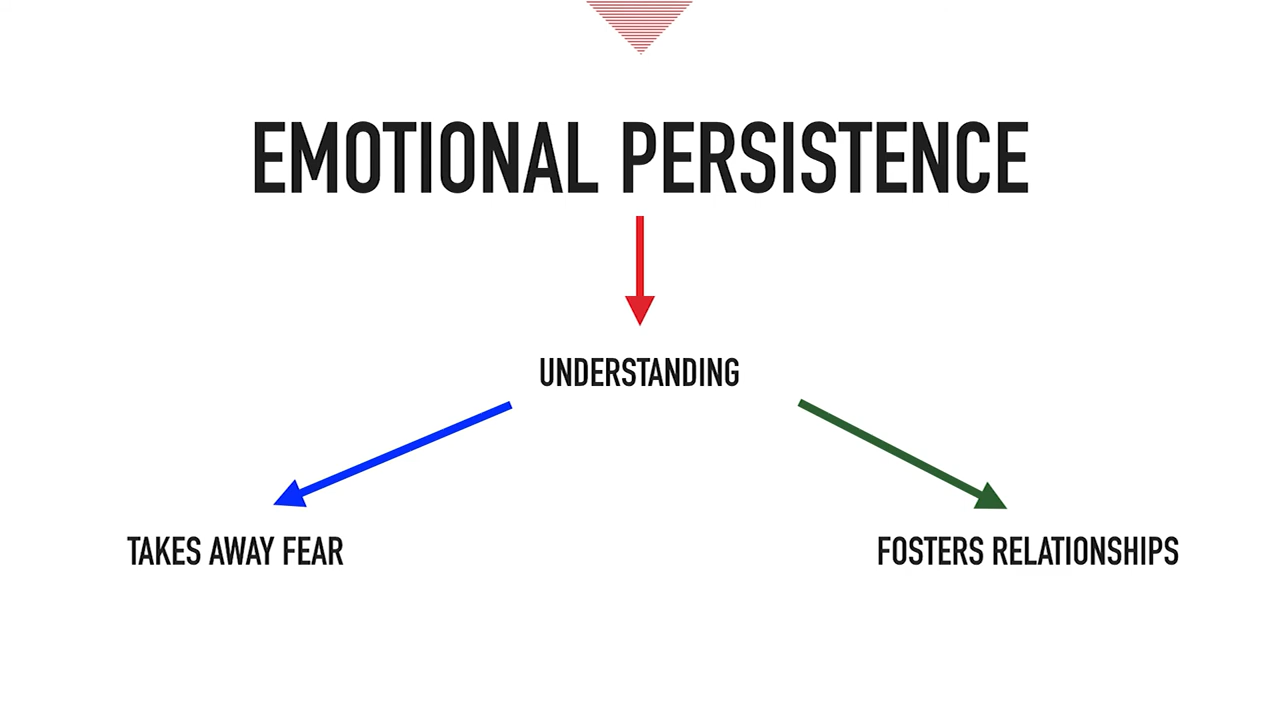 EMOTIONAL PERSISTENCE
UNDERSTANDING
TAKES AWAY FEAR
FOSTERS RELATIONSHIPS